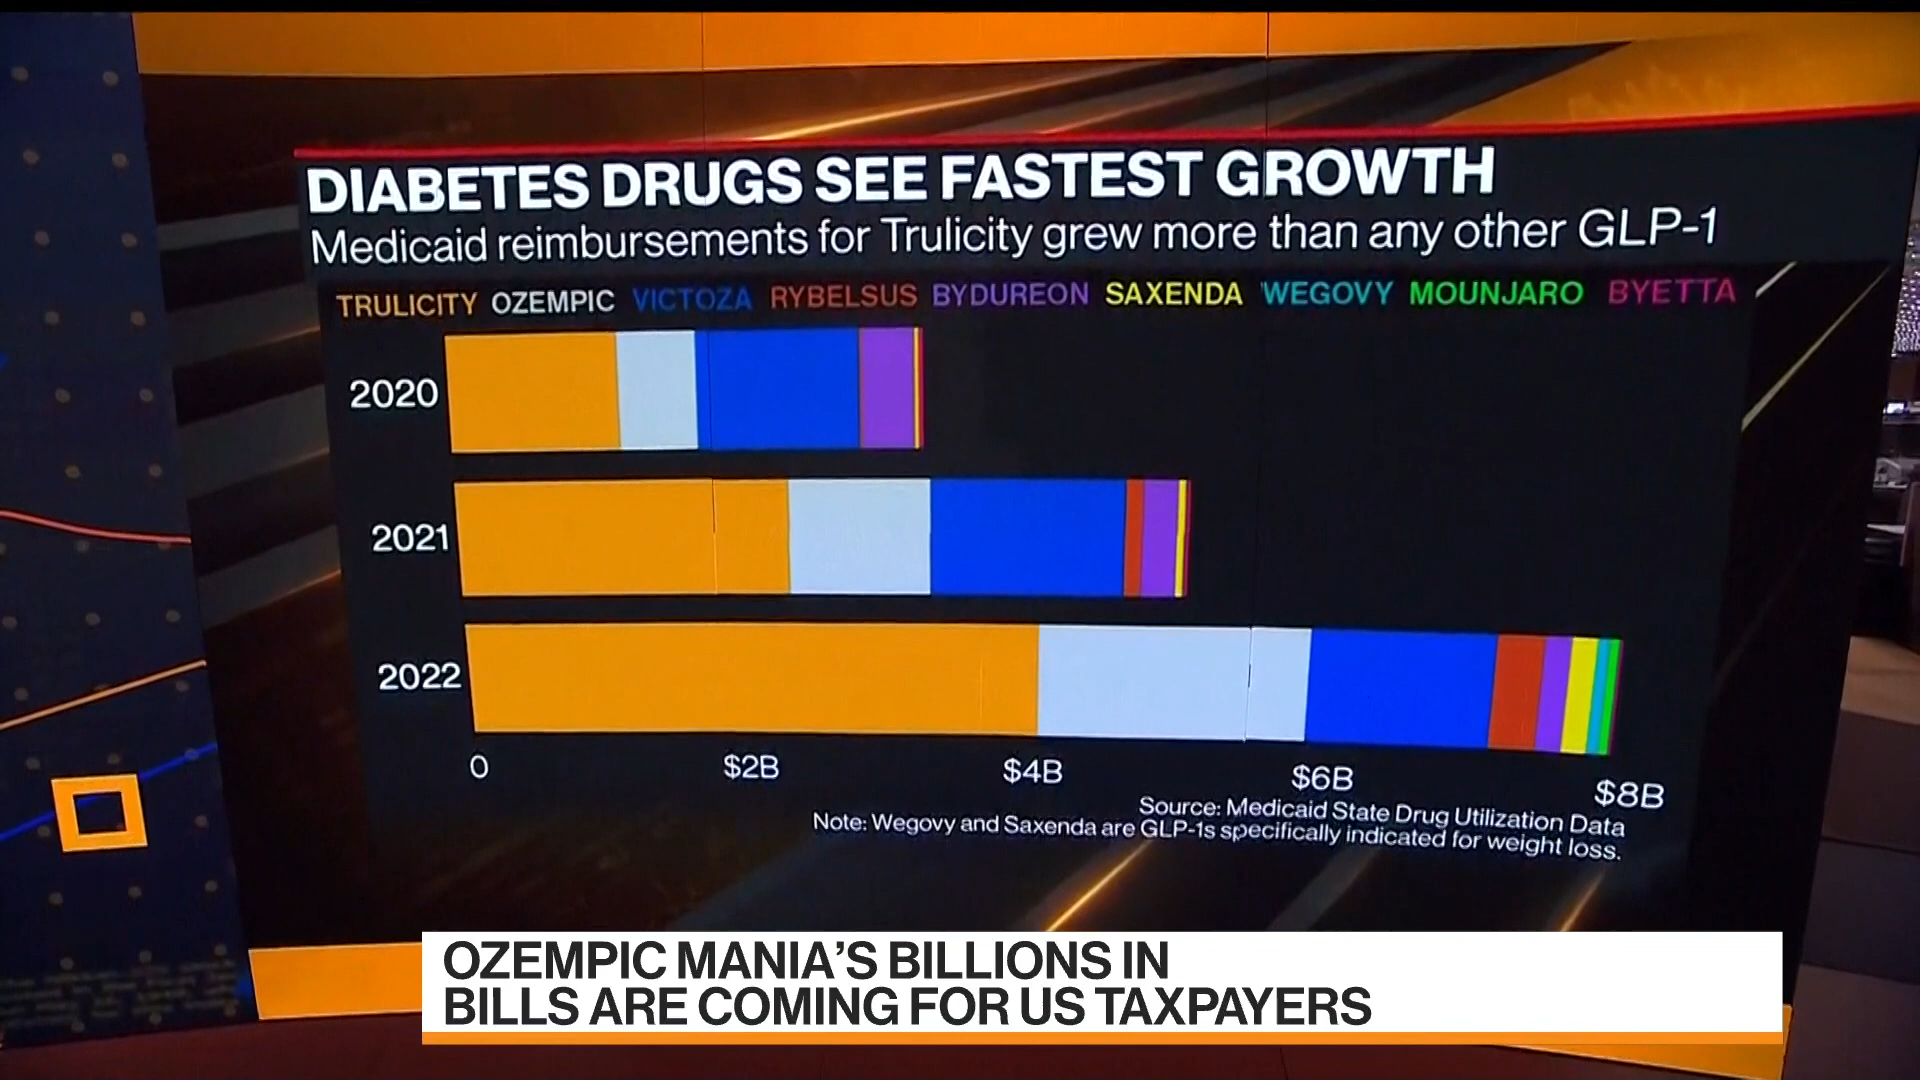 DIABETES DRUGS SEE FASTEST GROWTH
Medicaid reimbursements for Trulicity grew more than any other GLP-1
TRULICITY OZEMPIC VICTOZA RYBELSUS BYDUREON SAXENDA WEGOVY MOUNJARO BYETTA
2020
2021
2022
0 $2B $4B $6B $8B
Source: Medicaid State Drug Utilization Data
Note: Wegovy and Saxenda are GLP-1s specifically indicated for weight loss.
OZEMPIC MANIA'S BILLIONS IN
BILLS ARE COMING FOR US TAXPAYERS